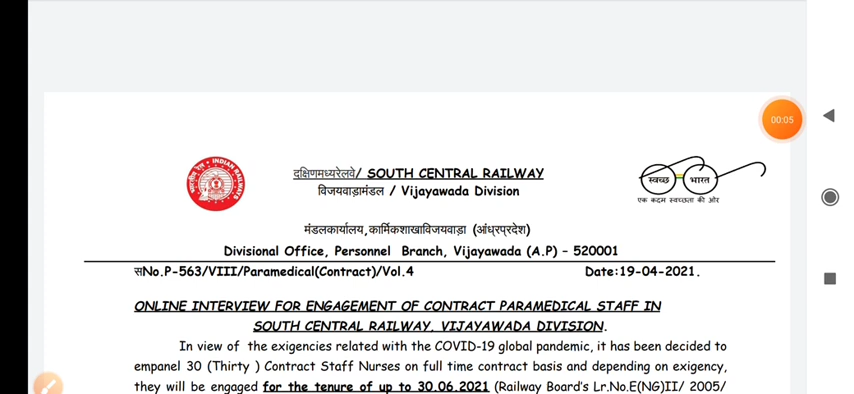 00:05
INDIAN RAILWAYS
भारतीय रेल
दक्षिणमध्यरेलवे/ SOUTH CENTRAL RAILWAY
विजयवाड़ामंडल / Vijayawada Division
स्वच्छ भारत
एक कदम स्वच्छता की ओर
मंडलकार्यालय,कार्मिकशाखाविजयवाड़ा (आंध्रप्रदेश)
Divisional Office, Personnel Branch, Vijayawada (A.P) – 520001
सNo.P-563/VIII/Paramedical(Contract)/Vol.4 Date:19-04-2021.
ONLINE INTERVIEW FOR ENGAGEMENT OF CONTRACT PARAMEDICAL STAFF IN
SOUTH CENTRAL RAILWAY, VIJAYAWADA DIVISION.
In view of the exigencies related with the COVID-19 global pandemic, it has been decided to
empanel 30 (Thirty ) Contract Staff Nurses on full time contract basis and depending on exigency,
they will be engaged for the tenure of up to 30.06.2021 (Railway Board's Lr.No.E(NG)II/ 2005/